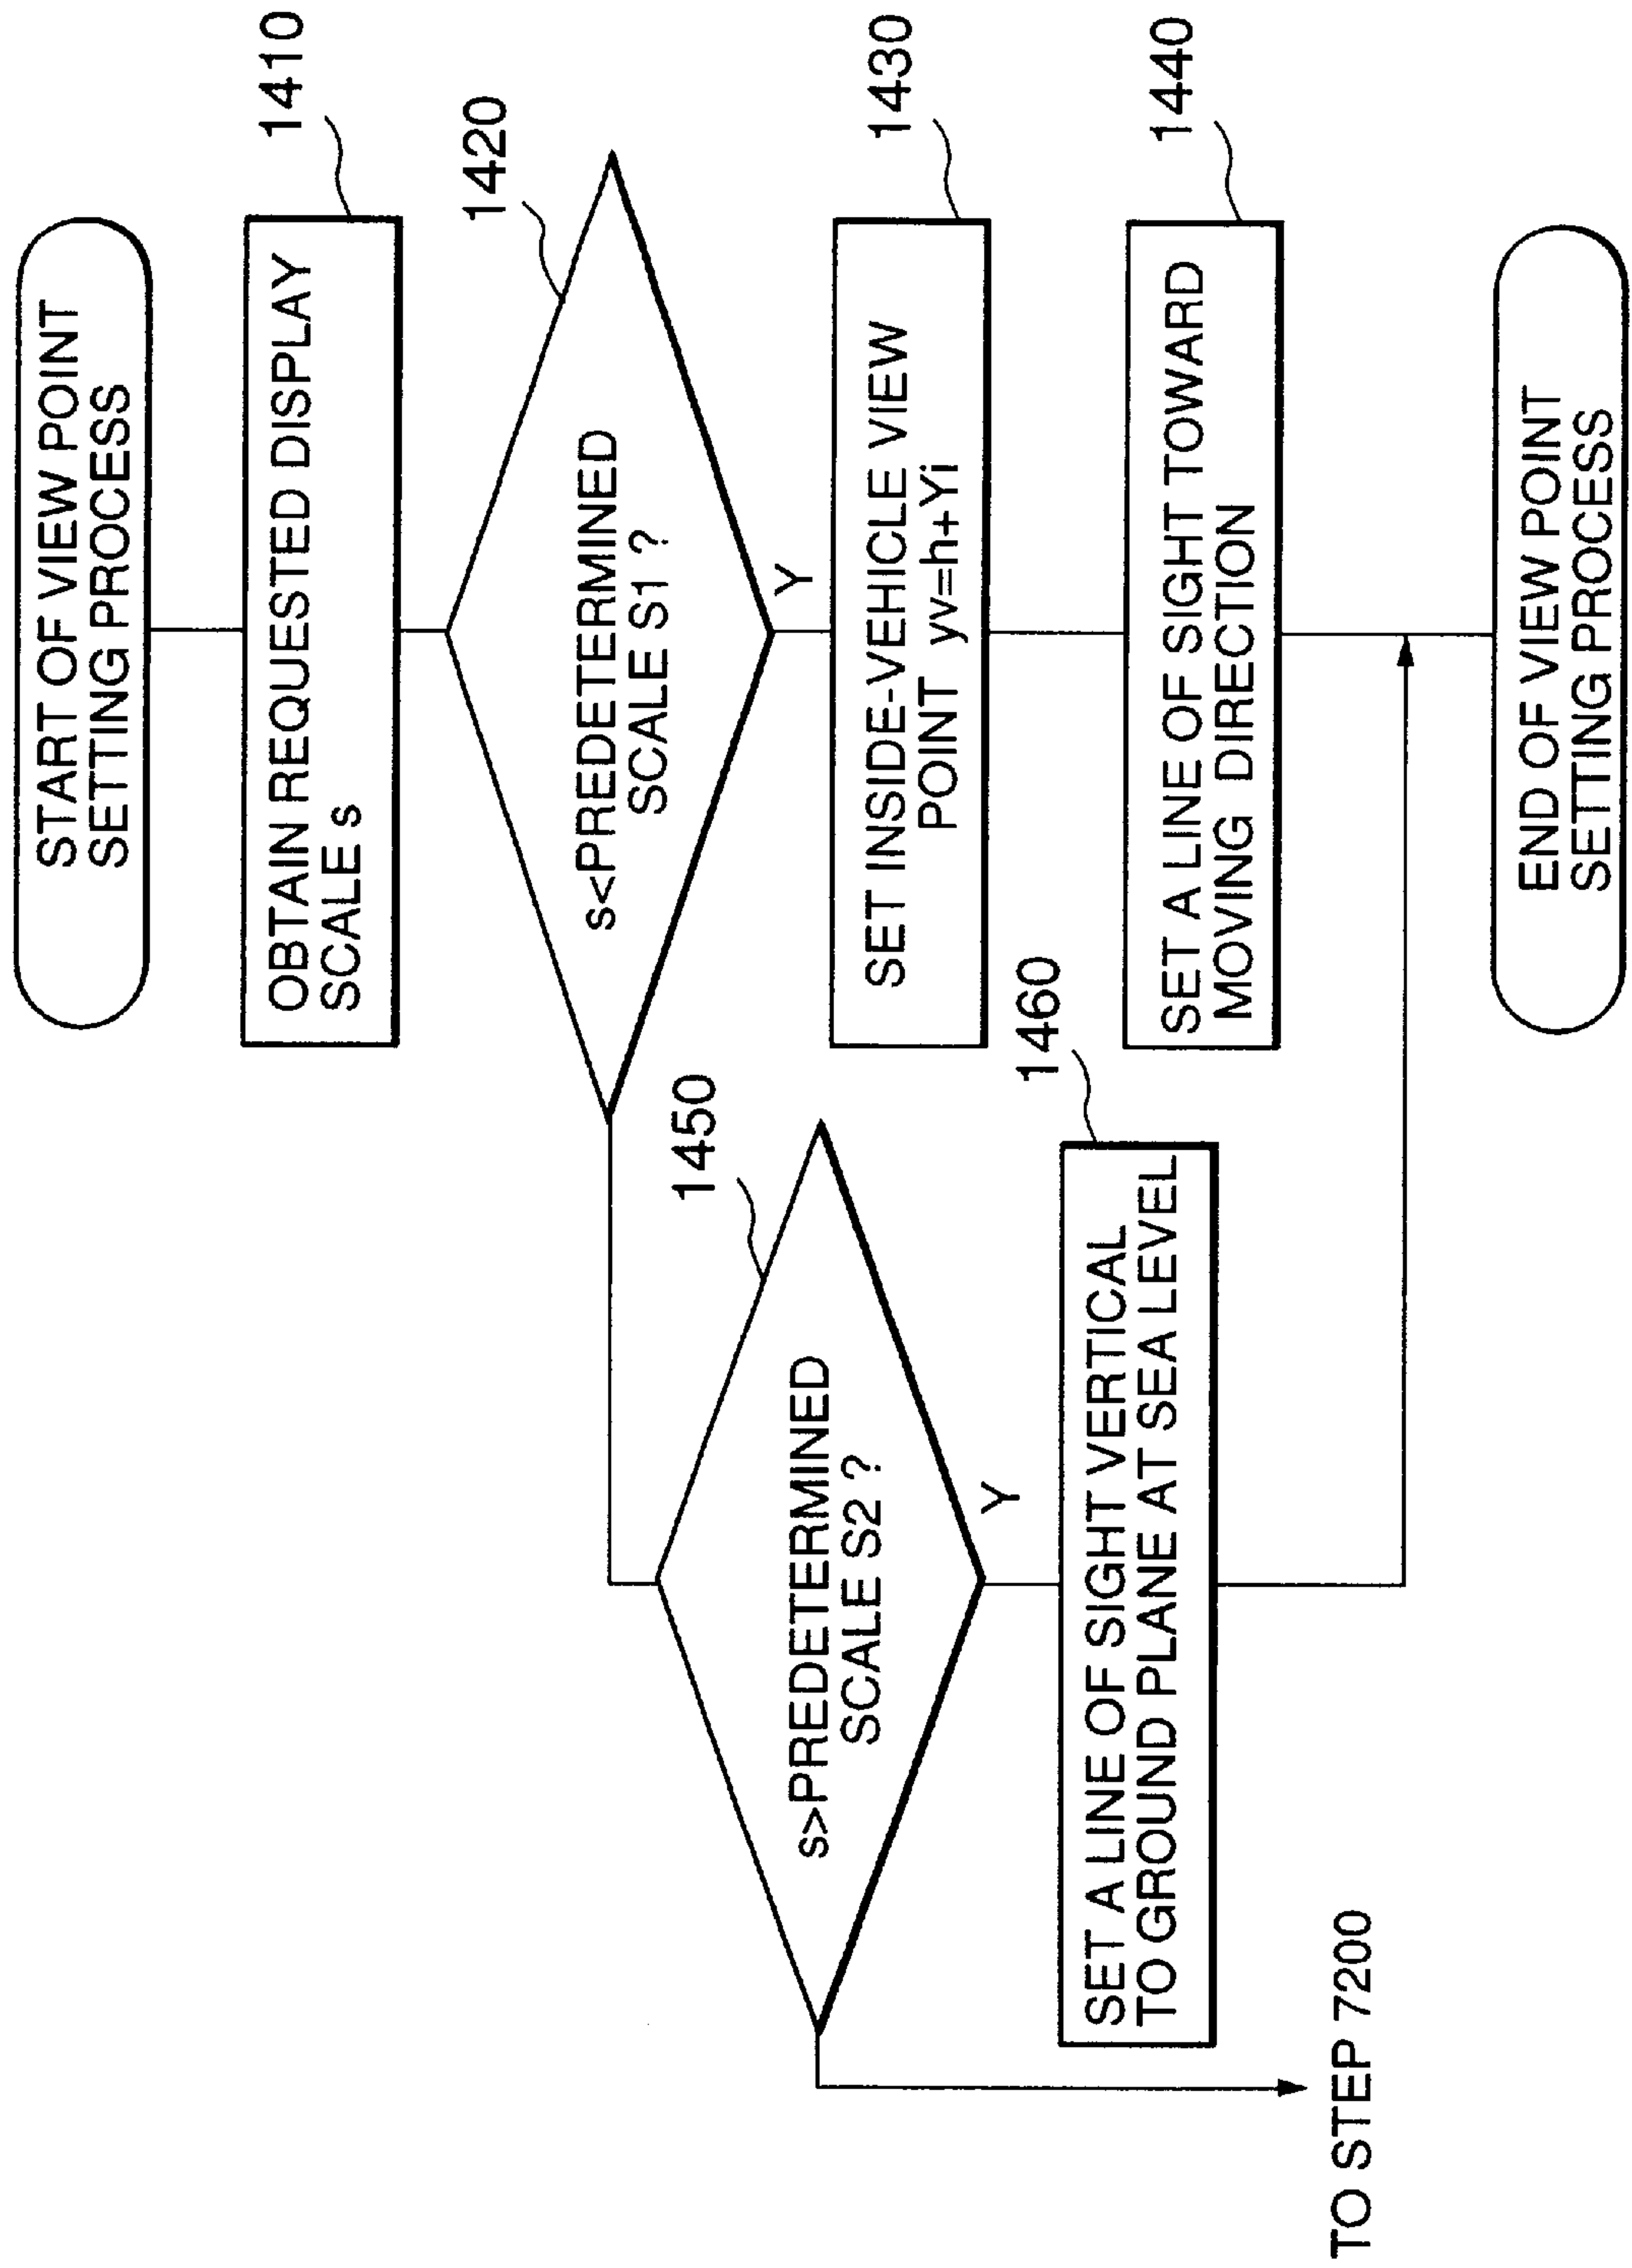 START OF VIEW POINT
SETTING PROCESS
1410
OBTAIN REQUESTED DISPLAY
SCALE s
1420
s<PREDETERMINED
SCALE S1 ?
Y
1430
SET INSIDE-VEHICLE VIEW
POINT yv=h+Yi
1440
SET A LINE OF SIGHT TOWARD
MOVING DIRECTION
1450
s>PREDETERMINED
SCALE S2 ?
Y
1460
SET A LINE OF SIGHT VERTICAL
TO GROUND PLANE AT SEA LEVEL
TO STEP 7200
END OF VIEW POINT
SETTING PROCESS